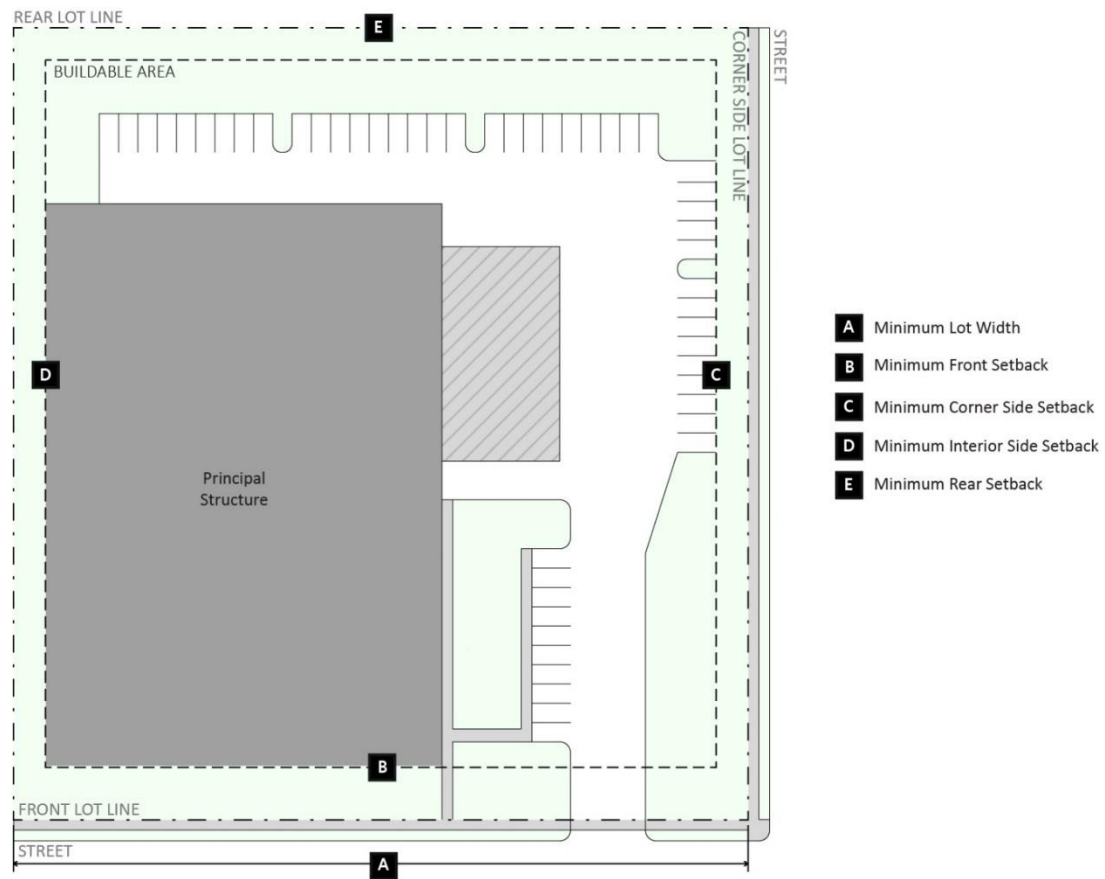 REAR LOT LINE
E
BUILDABLE AREA
CORNER SIDE LOT LINE
STREET
D
C
Principal
Structure
B
FRONT LOT LINE
STREET
A
A Minimum Lot Width
B Minimum Front Setback
C Minimum Corner Side Setback
D Minimum Interior Side Setback
E Minimum Rear Setback